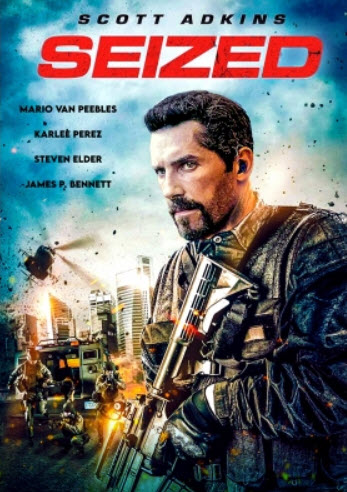 SCOTT ADKINS
SEIZED
MARIO VAN PEEBLES
KARLEE PEREZ
STEVEN ELDER
JAMES P. BENNETT